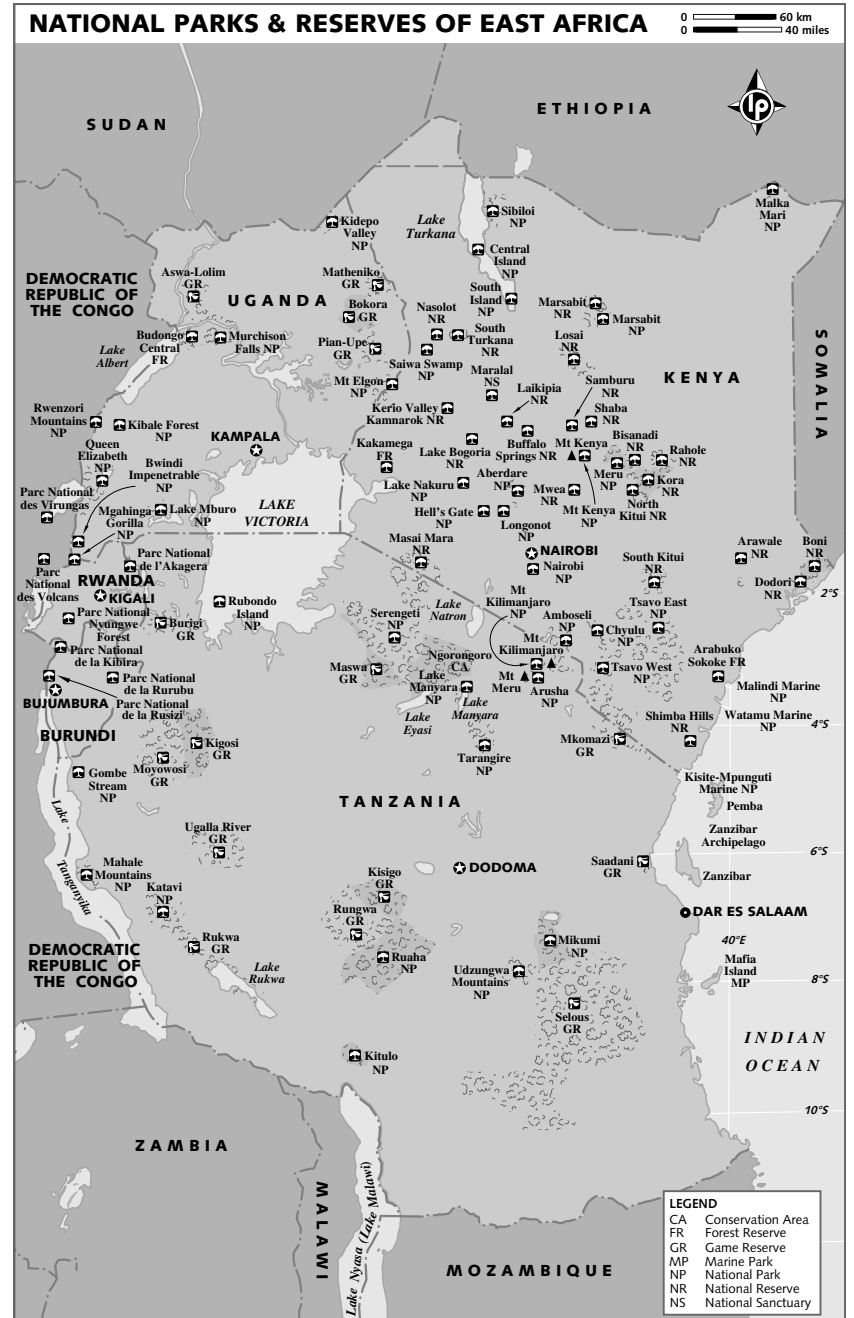 NATIONAL PARKS & RESERVES OF EAST AFRICA
0 60 km
0 40 miles
lp
SUDAN
ETHIOPIA
Malka
Mari
NP
Kidepo
Valley
NP
Lake
Turkana
Sibiloi
NP
Central
Island
NP
South
Island
NP
DEMOCRATIC
REPUBLIC OF
THE CONGO
Aswa-Lolim
GR
UGANDA
Matheniko
GR
Bokora
GR
Nasolot
NR
South
Turkana
NR
Marsabit
NR
Marsabit
NP
Losai
NR
SOMALIA
Budongo
Central
FR
Murchison
Falls NP
Lake
Albert
Pian-Upe
GR
Saiwa Swamp
NP
Maralal
NS
Laikipia
NR
Samburu
NR
KENYA
Mt Elgon
NP
Kerio Valley
Kamnarok NR
Shaba
NR
Rwenzori
Mountains
NP
Kibale Forest
NP
KAMPALA
Kakamega
FR
Lake Bogoria
NR
Buffalo
Springs NR
Mt Kenya
Bisanadi
NR
Meru
NP
Rahole
NR
Queen
Elizabeth
NP
Bwindi
Impenetrable
NP
Lake Nakuru
NP
Aberdare
NP
Mwea
NR
Mt Kenya
NP
Kora
NR
North
Kitui NR
Parc National
des Virungas
Mgahinga
Gorilla
NP
Lake Mburo
NP
LAKE
VICTORIA
Hell's Gate
NP
Longonot
NP
Masai Mara
NR
NAIROBI
Nairobi
NP
South Kitui
NR
Arawale
NR
Boni
NR
Dodori
NR
2°S
Parc
National
des Volcans
Parc National
de l'Akagera
RWANDA
KIGALI
Parc National
Nyungwe
Forest
Burigi
GR
Rubondo
Island
NP
Serengeti
NP
Lake
Natron
Mt
Kilimanjaro
NP
Amboseli
NP
Chyulu
NP
Tsavo East
NP
Parc National
de la Kibira
Maswa
GR
Ngorongoro
CA
Mt
Kilimanjaro
Tsavo West
NP
Arabuko
Sokoke FR
Parc National
de la Rurubu
Parc National
de la Rusizi
BUJUMBURA
Lake
Manyara
NP
Mt
Meru
Arusha
NP
Malindi Marine
NP
Watamu Marine
NP
4°S
Lake
Eyasi
Lake
Manyara
Shimba Hills
NR
BURUNDI
Kigosi
GR
Moyowosi
GR
Tarangire
NP
Mkomazi
GR
Gombe
Stream
NP
Kisite-Mpunguti
Marine NP
Pemba
TANZANIA
Zanzibar
Archipelago
Lake
Tanganyika
Ugalla River
GR
DODOMA
Saadani
GR
6°S
Zanzibar
Mahale
Mountains
NP
Katavi
NP
Kisigo
GR
Rungwa
GR
DAR ES SALAAM
DEMOCRATIC
REPUBLIC OF
THE CONGO
Rukwa
GR
Ruaha
NP
Mikumi
NP
40°E
Lake
Rukwa
Udzungwa
Mountains
NP
Mafia
Island
MP
8°S
Selous
GR
INDIAN
OCEAN
Kitulo
NP
10°S
ZAMBIA
MALAWI
Lake Nyasa (Lake Malawi)
MOZAMBIQUE
LEGEND
CA Conservation Area
FR Forest Reserve
GR Game Reserve
MP Marine Park
NP National Park
NR National Reserve
NS National Sanctuary